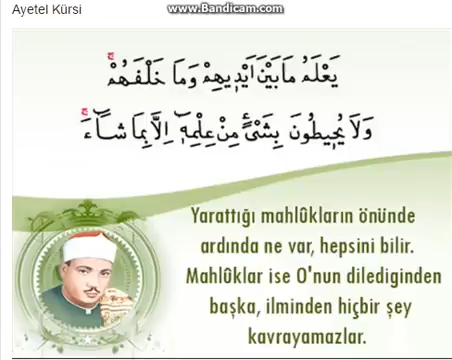 Ayetel Kürsi
www.Bandicam.com
يَعْلَمُ مَا بَيْنَ اَيْدٖيهِمْ وَمَا خَلْفَهُمْۚ
وَلَا يُحٖيطُونَ بِشَیْءٍ مِنْ عِلْمِهٖٓ اِلَّا بِمَا شَٓاءَۚ
Yarattığı mahlûkların önünde
ardında ne var, hepsini bilir.
Mahlûklar ise O'nun dilediginden
başka, ilminden hiçbir şey
kavrayamazlar.